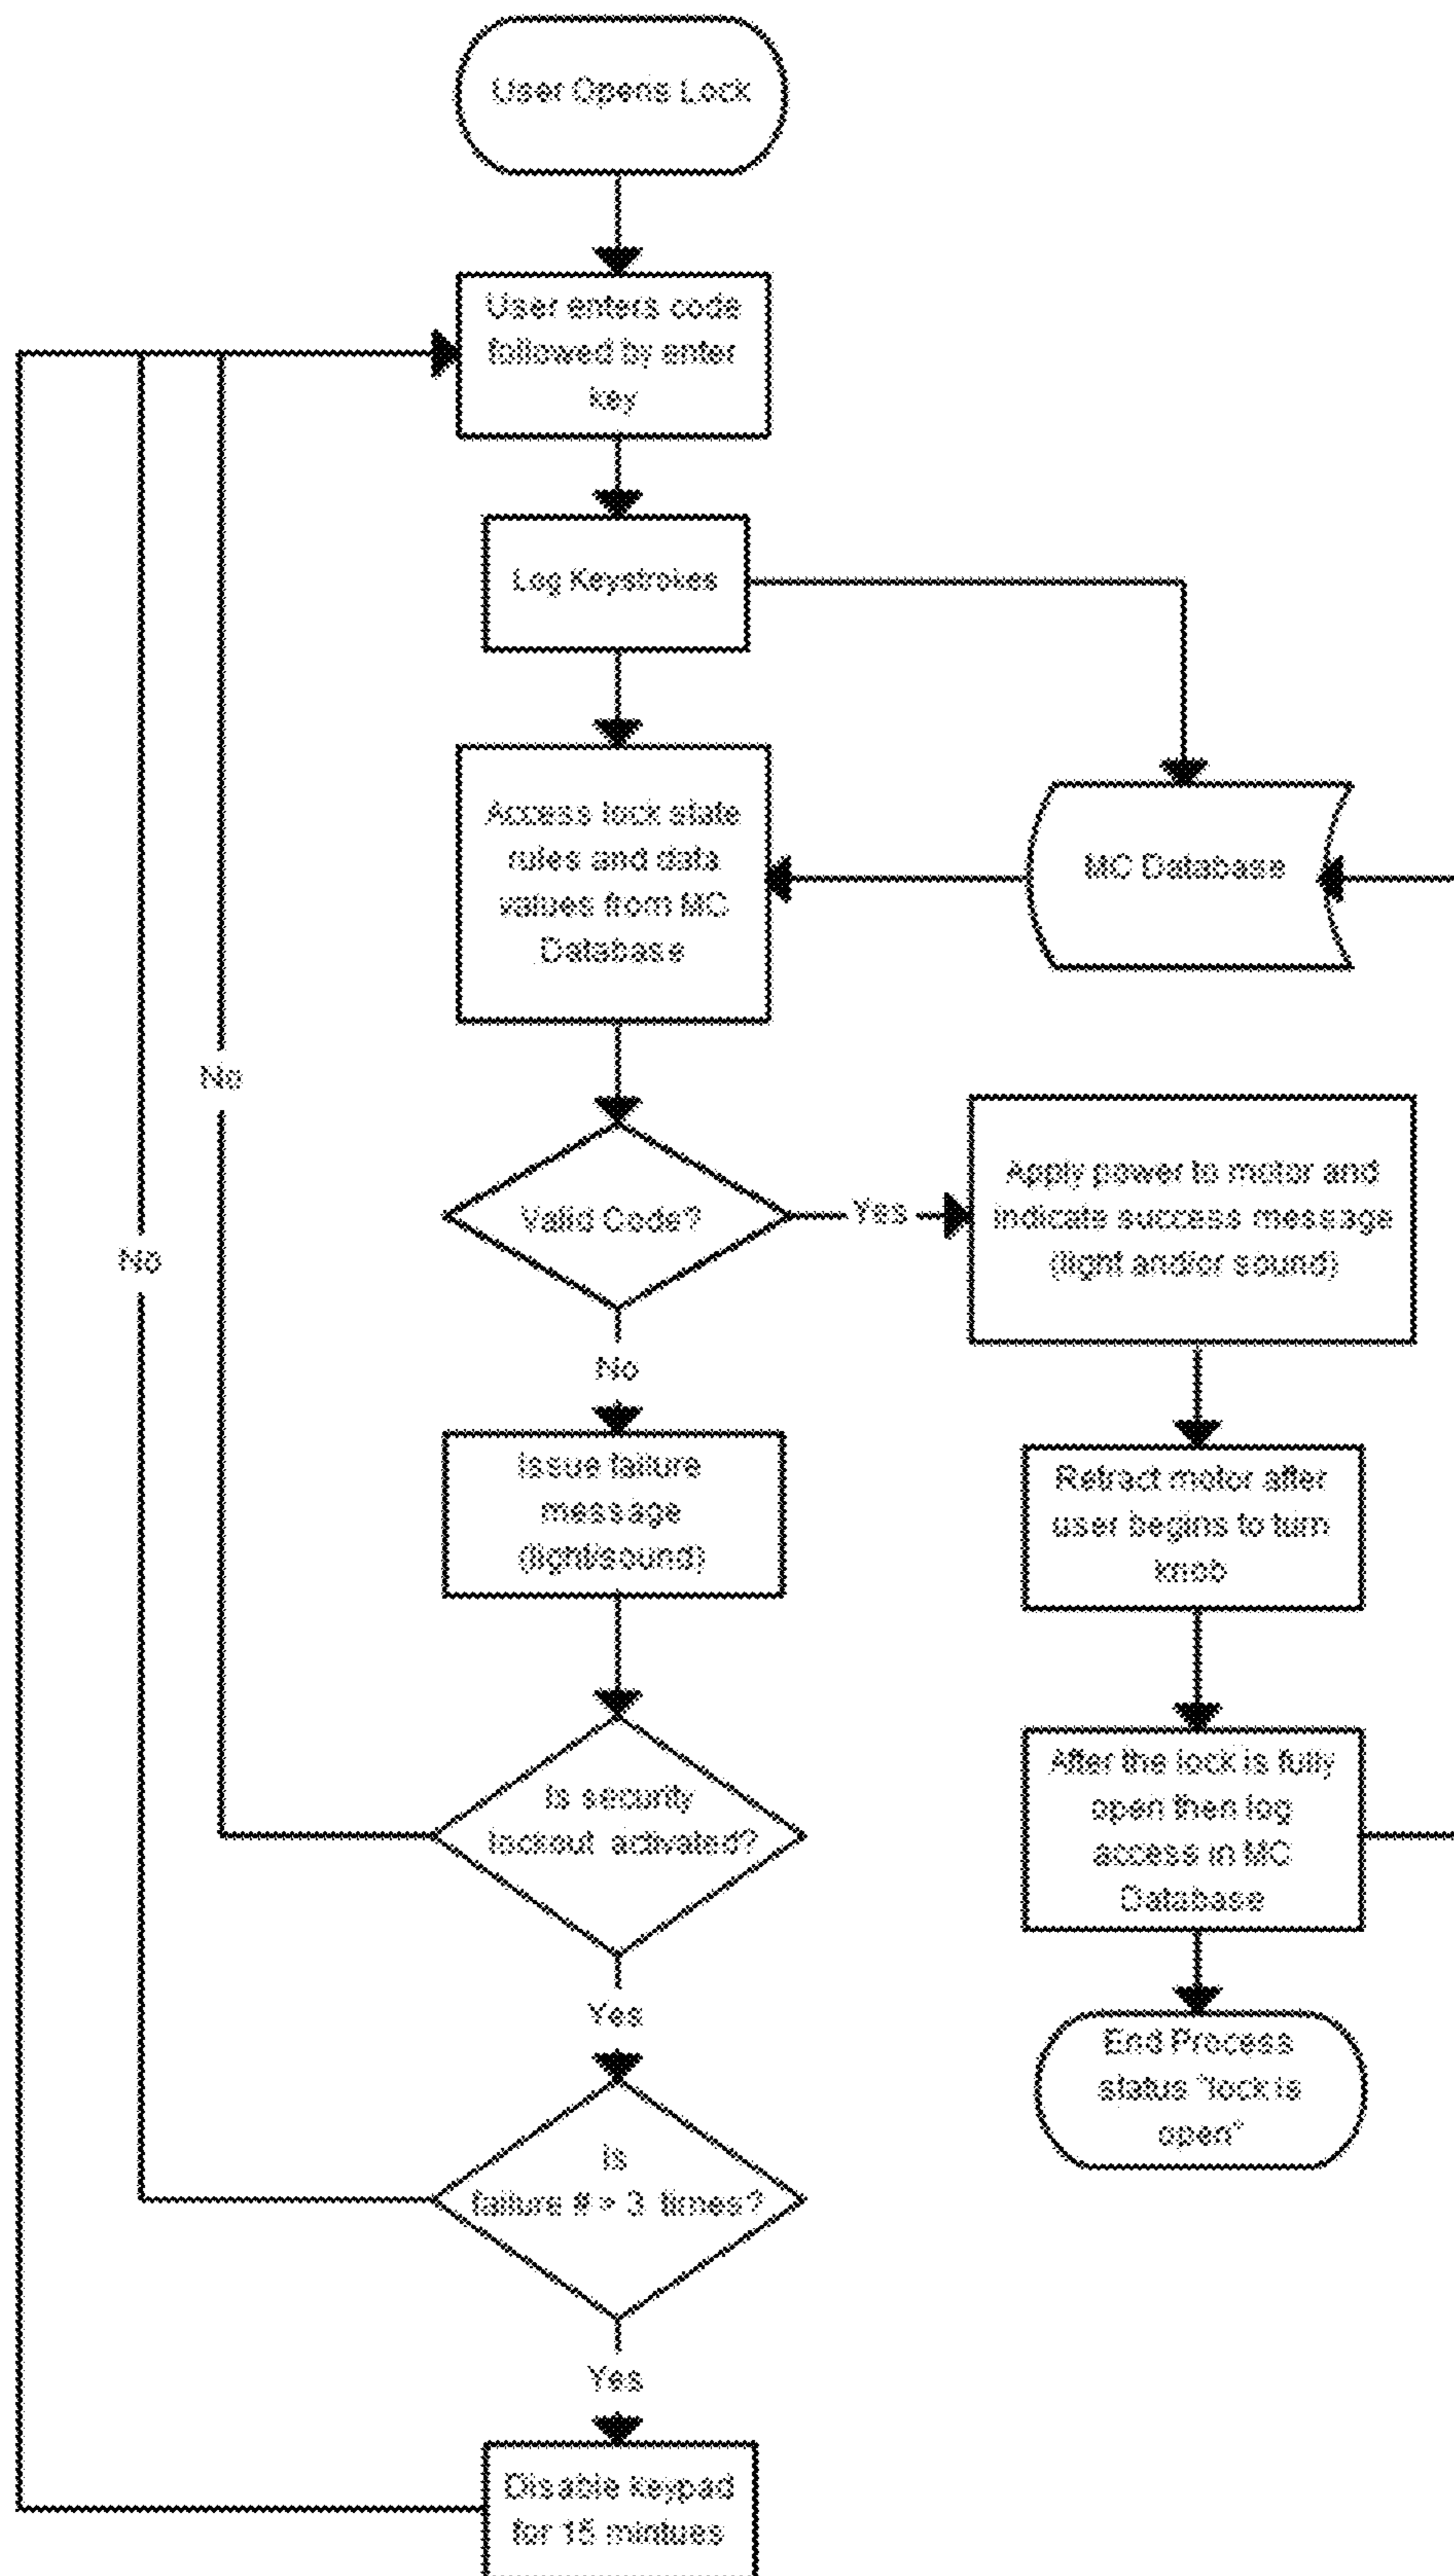 User Opens Lock
User enters code
followed by enter
key
Log Keystrokes
Access lock state
rules and data
values from MC
Database
MC Database
No
Valid Code?
Yes
Apply power to motor and
indicate success message
(light and/or sound)
No
No
Issue failure
message
(light/sound)
Retract motor after
user begins to turn
knob
Is security
lockout activated?
After the lock is fully
open then log
access in MC
Database
Yes
End Process
status "lock is
open"
Is
failure # > 3 times?
Yes
Disable keypad
for 15 mintues